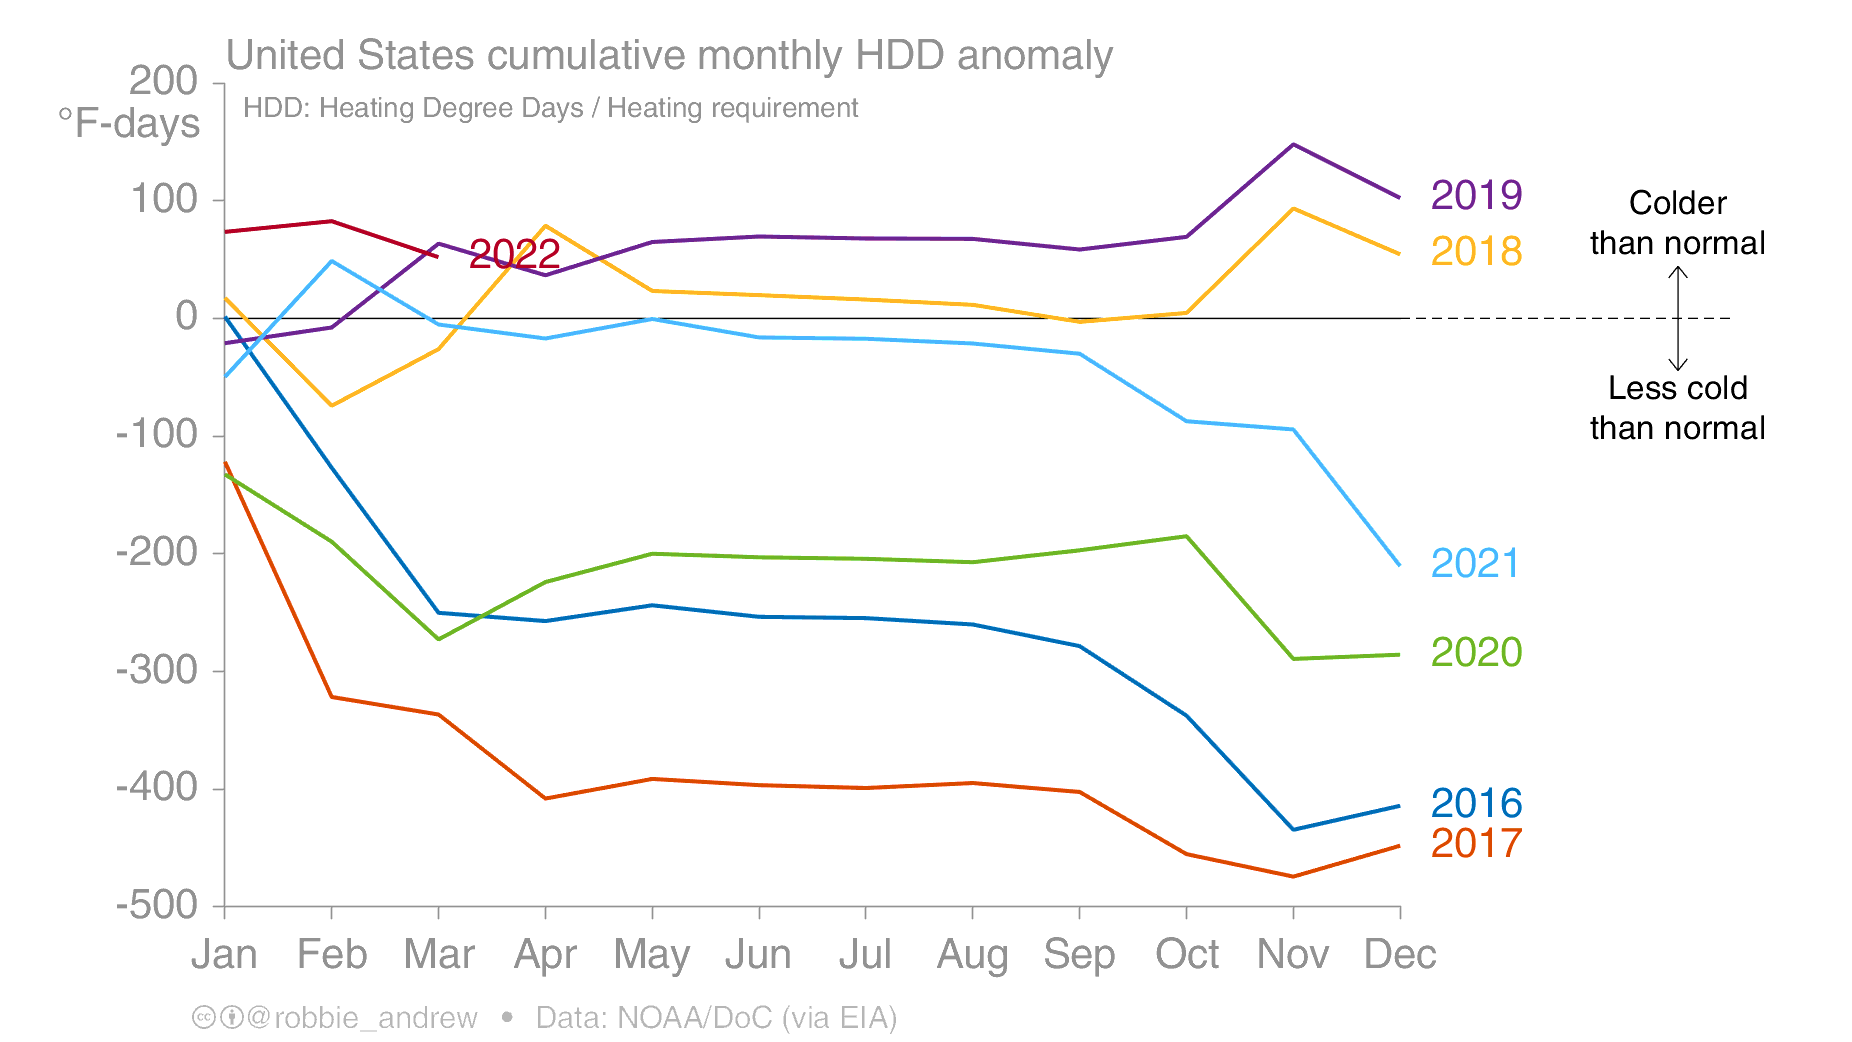 United States cumulative monthly HDD anomaly
200
°F-days
HDD: Heating Degree Days / Heating requirement
100
0
-100
-200
-300
-400
-500
2022
2019
2018
2021
2020
2016
2017
Colder
than normal
Less cold
than normal
Jan Feb Mar Apr May Jun Jul Aug Sep Oct Nov Dec
cc @robbie_andrew • Data: NOAA/DoC (via EIA)